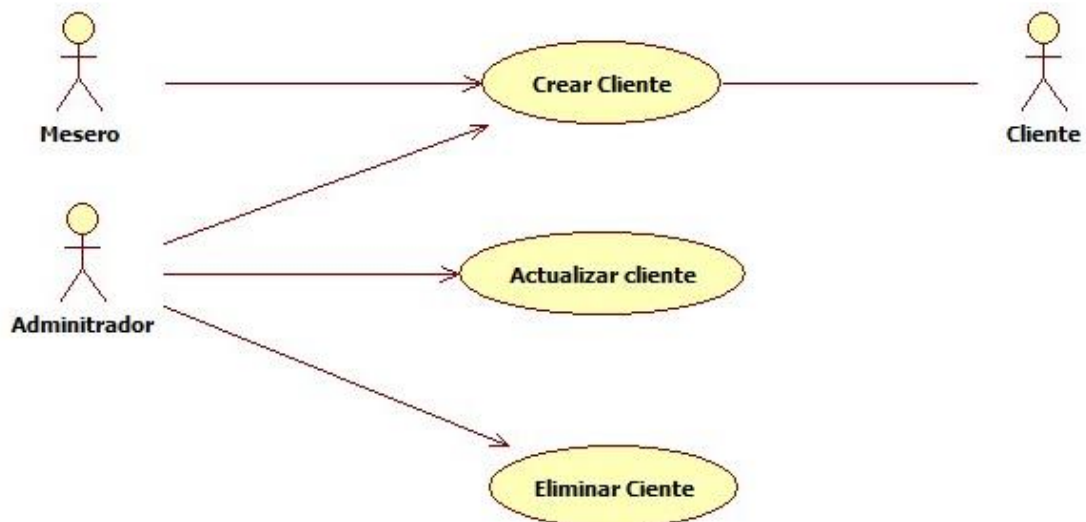 Crear Cliente
Mesero
Cliente
Actualizar cliente
Adminitrador
Eliminar Ciente